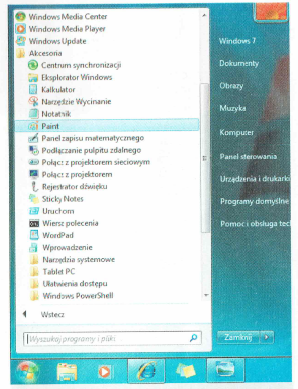 Windows Media Center
Windows Media Player
Windows Update
Akcesoria
Centrum synchronizacji
Eksplorator Windows
Kalkulator
Narzędzie Wycinanie
Notatnik
Paint
Panel zapisu matematycznego
Podłączanie pulpitu zdalnego
Połącz z projektorem sieciowym
Połącz z projektorem
Rejestrator dźwięku
Sticky Notes
Uruchom
Wiersz polecenia
WordPad
Wprowadzenie
Narzędzia systemowe
Tablet PC
Ułatwienia dostępu
Windows PowerShell
Wstecz
Wyszukaj programy i pliki
Windows 7
Dokumenty
Obrazy
Muzyka
Komputer
Panel sterowania
Urządzenia i drukarki
Programy domyślne
Pomoc i obsługa tec
Zamknij